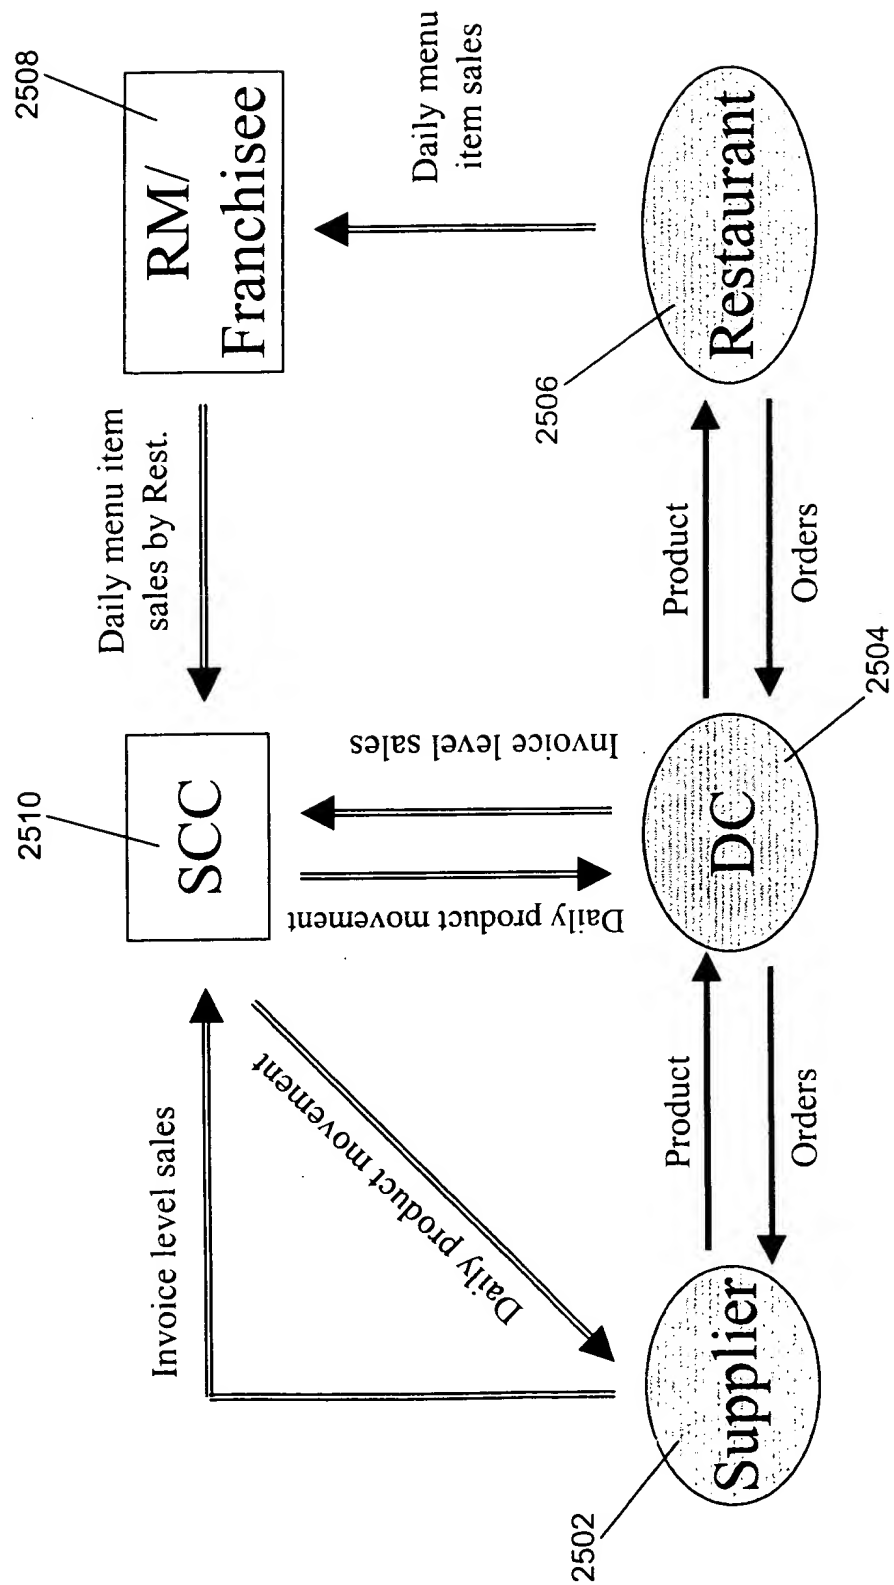 2508
RM/
Franchisee
Daily menu
item sales
2506
Restaurant
Daily menu item
sales by Rest.
Product
Orders
2510
SCC
Invoice level sales
Daily product movement
2504
DC
Invoice level sales
Daily product movement
Product
Orders
2502
Supplier